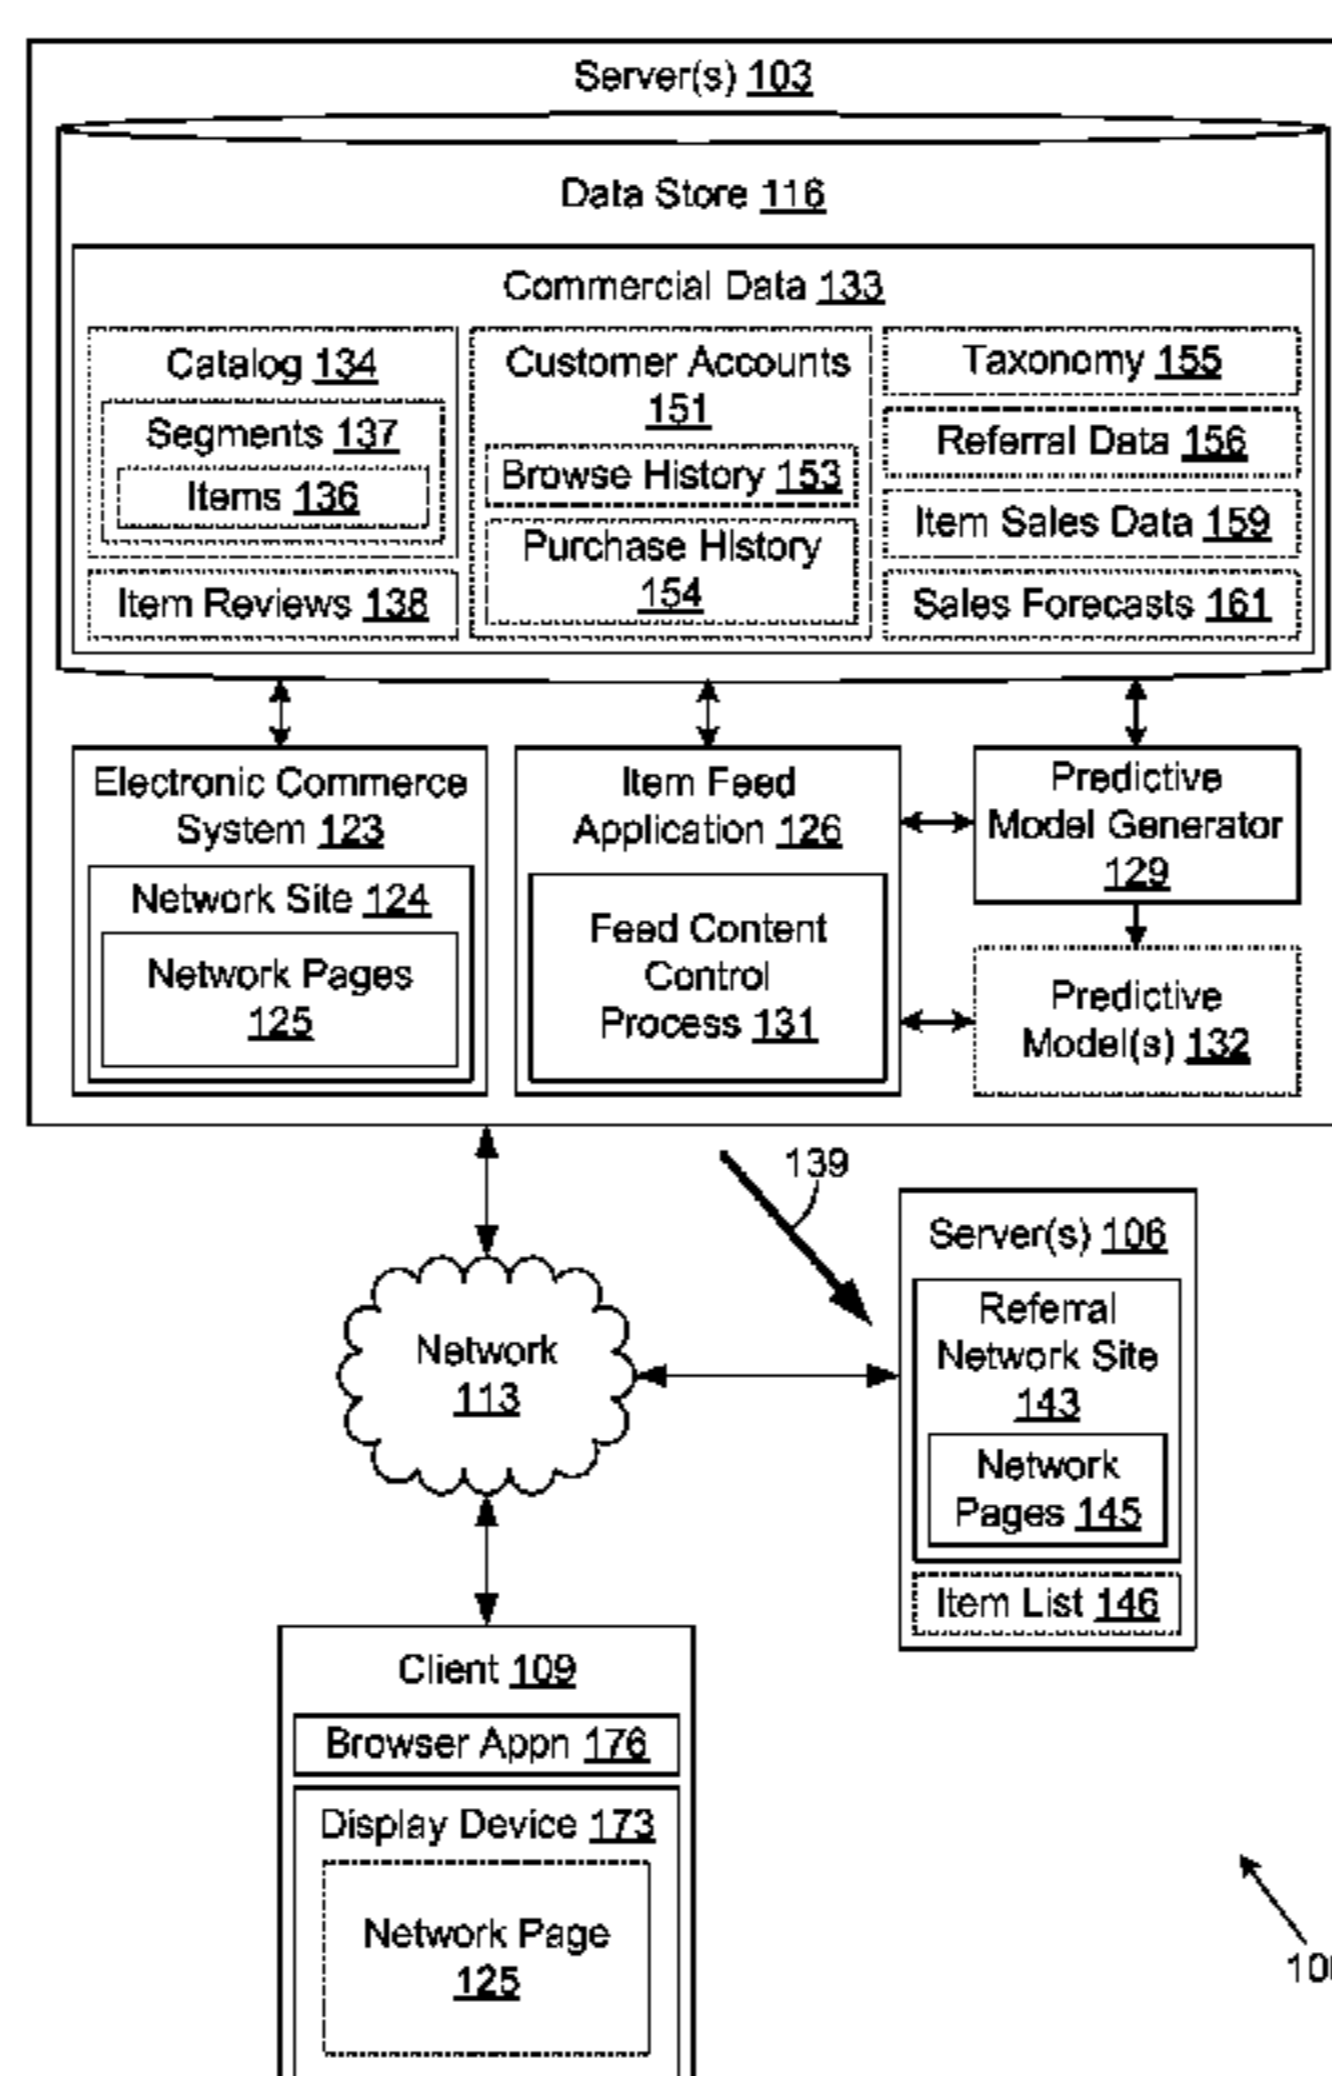 Server(s) 103
Data Store 116
Commercial Data 133
Catalog 134
Segments 137
Items 136
Item Reviews 138
Customer Accounts
151
Browse History 153
Purchase History
154
Taxonomy 155
Referral Data 156
Item Sales Data 159
Sales Forecasts 161
Electronic Commerce
System 123
Network Site 124
Network Pages
125
Item Feed
Application 126
Feed Content
Control
Process 131
Predictive
Model Generator
129
Predictive
Model(s) 132
139
Server(s) 106
Referral
Network Site
143
Network
Pages 145
Item List 146
Network
113
Client 109
Browser Appn 176
Display Device 173
Network Page
125